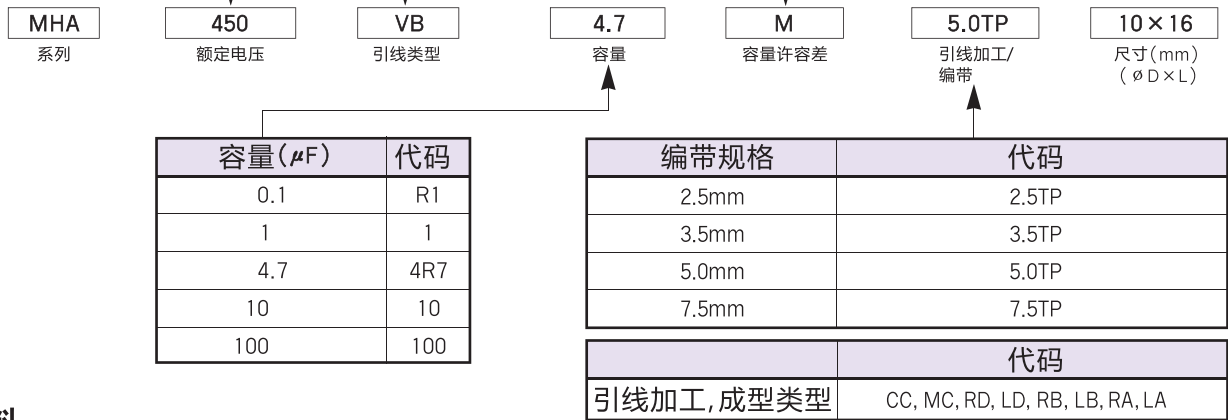 MHA 450 VB 4.7 M 5.0TP 10×16
系列 额定电压 引线类型 容量 容量许容差 引线加工/ 尺寸(mm)
编带 (øD×L)
容量(μF) 代码
0.1 R1
1 1
4.7 4R7
10 10
100 100
编带规格 代码
2.5mm 2.5TP
3.5mm 3.5TP
5.0mm 5.0TP
7.5mm 7.5TP
代码
引线加工,成型类型 CC, MC, RD, LD, RB, LB, RA, LA